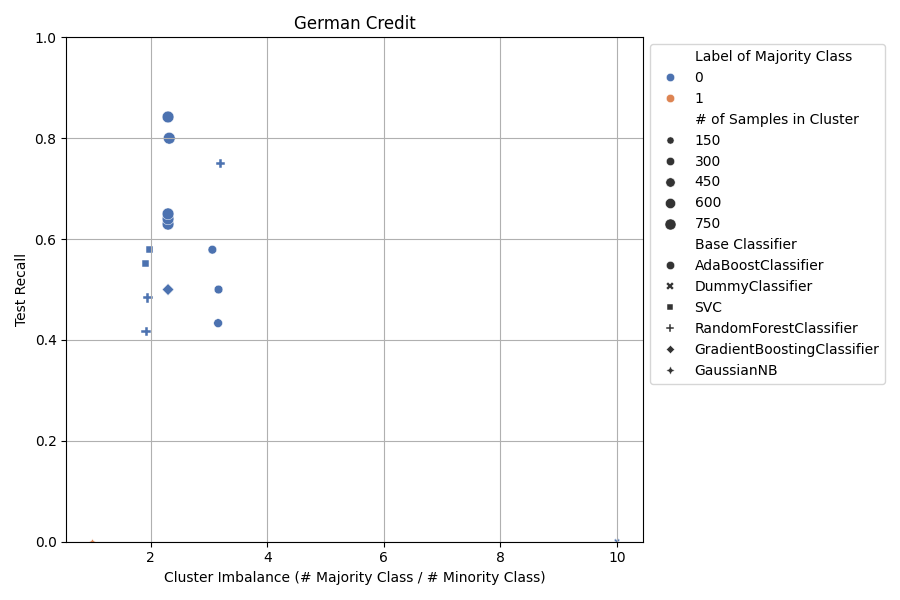 German Credit
1.0
0.8
0.6
0.4
0.2
0.0
Test Recall
2
4
6
8
10
Cluster Imbalance (# Majority Class / # Minority Class)
Label of Majority Class
0
1
# of Samples in Cluster
150
300
450
600
750
Base Classifier
AdaBoostClassifier
DummyClassifier
SVC
RandomForestClassifier
GradientBoostingClassifier
GaussianNB